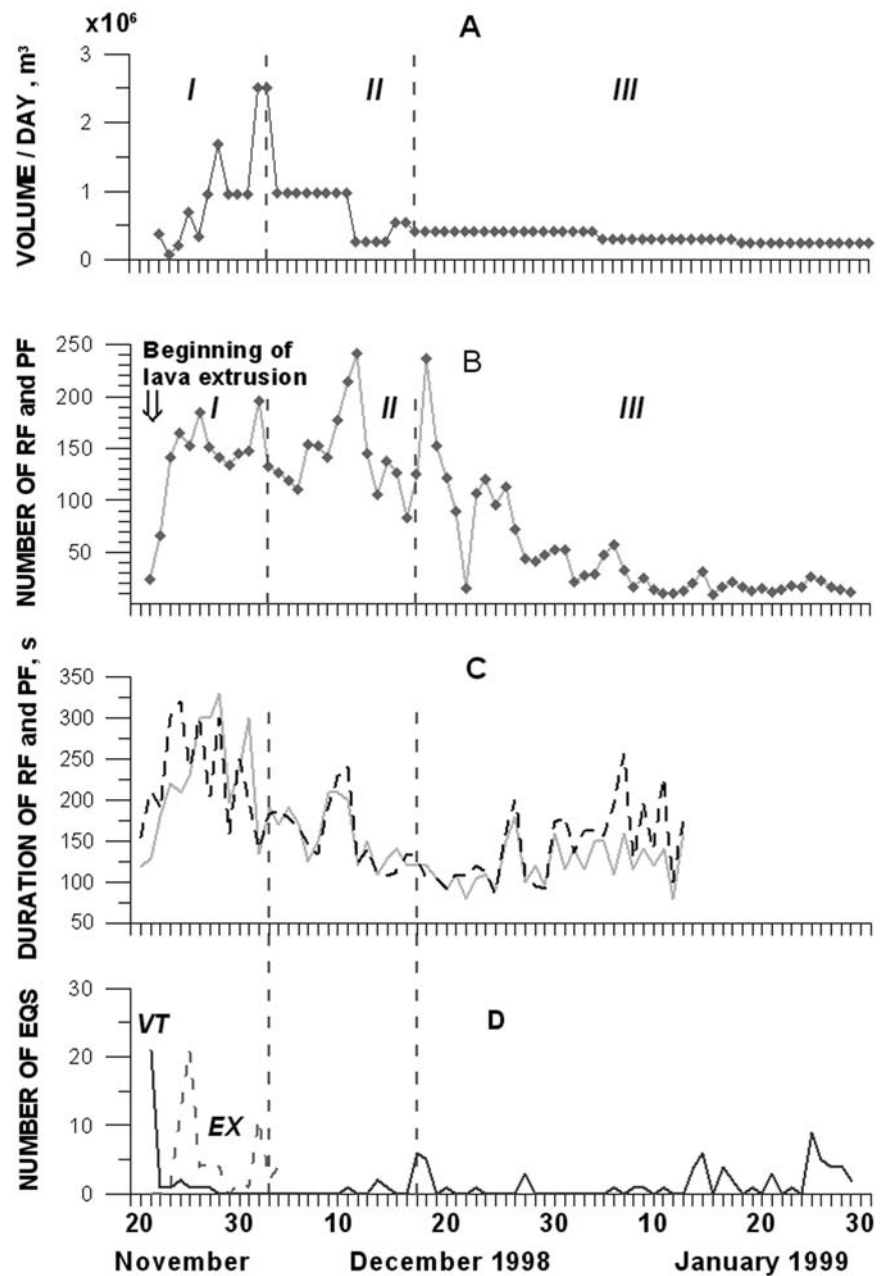 x10⁶
A
VOLUME / DAY , m³
3
2
1
0
I
II
III
B
NUMBER OF RF and PF
250
200
150
100
50
Beginning of
lava extrusion
I
II
III
C
DURATION OF RF and PF, s
350
300
250
200
150
100
50
D
NUMBER OF EQS
30
20
10
0
VT
EX
20 30 10 20 30 10 20 30
November December 1998 January 1999